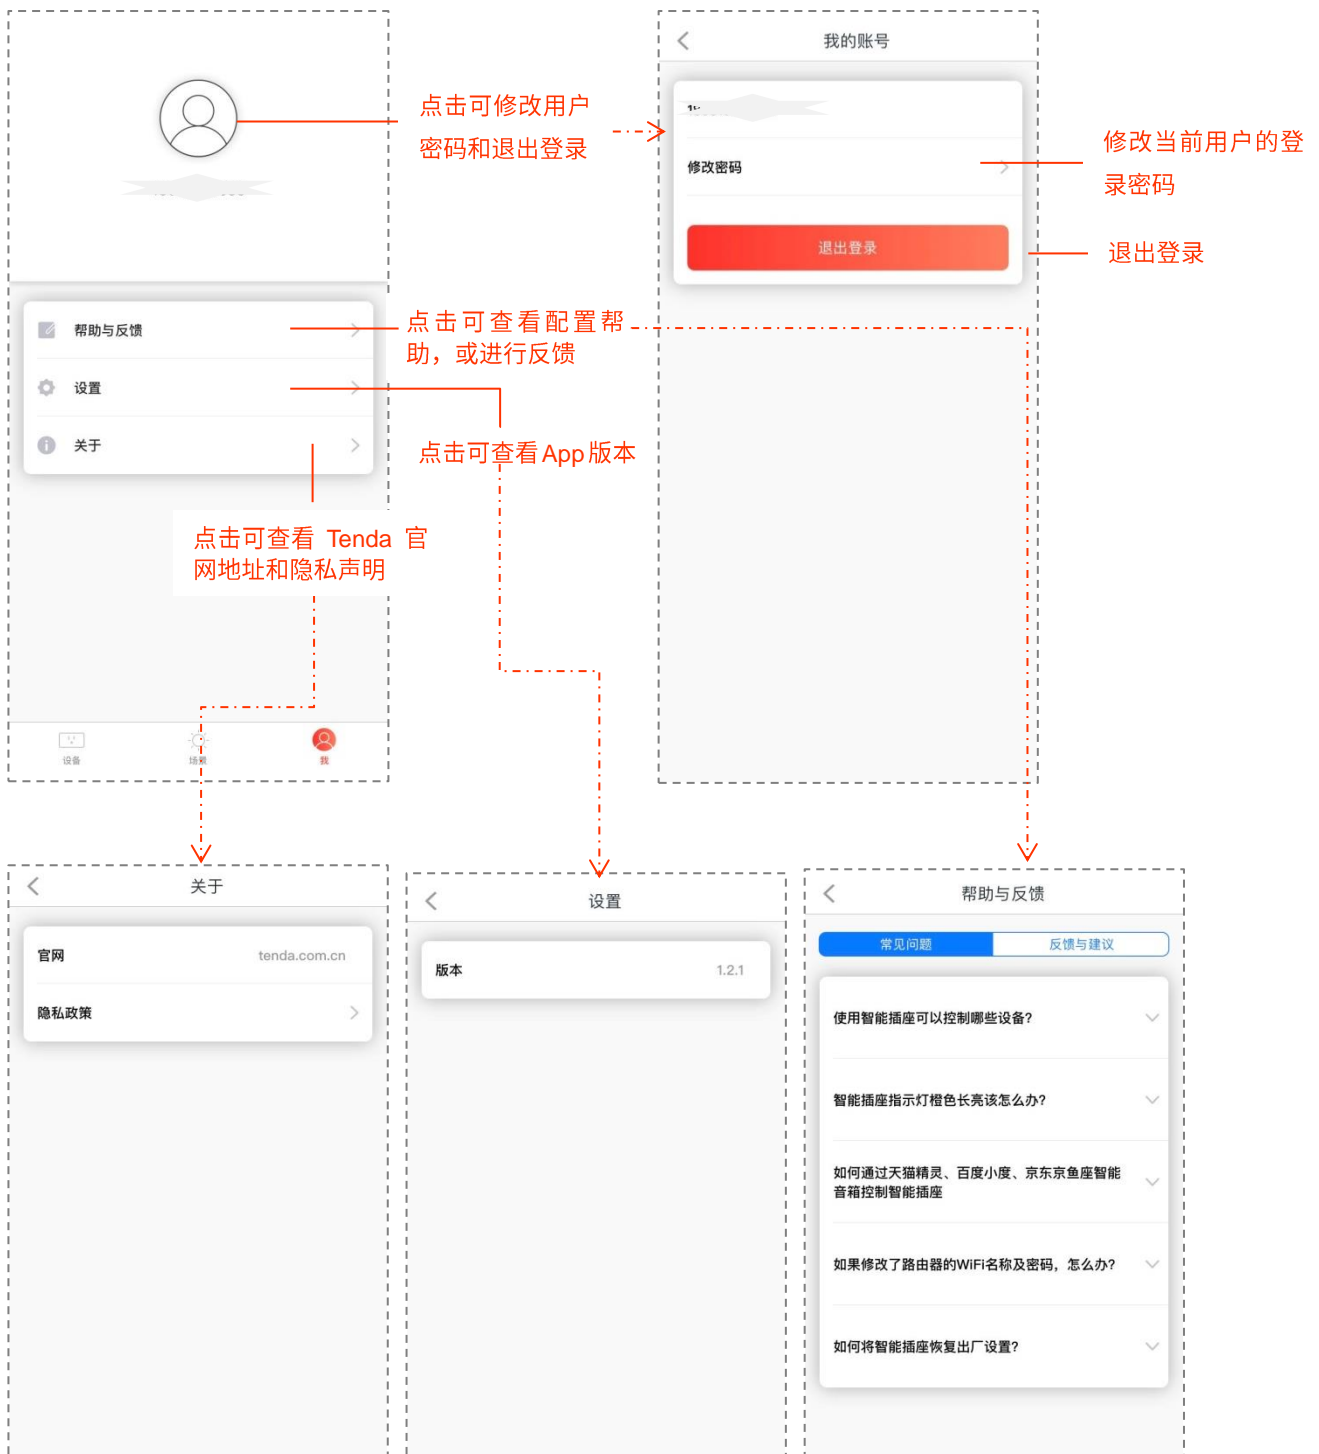 我的账号
点击可修改用户
密码和退出登录
修改密码
修改当前用户的登
录密码
退出登录
退出登录
帮助与反馈
点击可查看配置帮
助，或进行反馈
设置
关于
点击可查看App版本
点击可查看 Tenda 官
网地址和隐私声明
设备
场景
我
关于
官网
tenda.com.cn
隐私政策
设置
版本
1.2.1
帮助与反馈
常见问题
反馈与建议
使用智能插座可以控制哪些设备?
智能插座指示灯橙色长亮该怎么办?
如何通过天猫精灵、百度小度、京东京鱼座智能
音箱控制智能插座
如果修改了路由器的WiFi名称及密码，怎么办?
如何将智能插座恢复出厂设置?